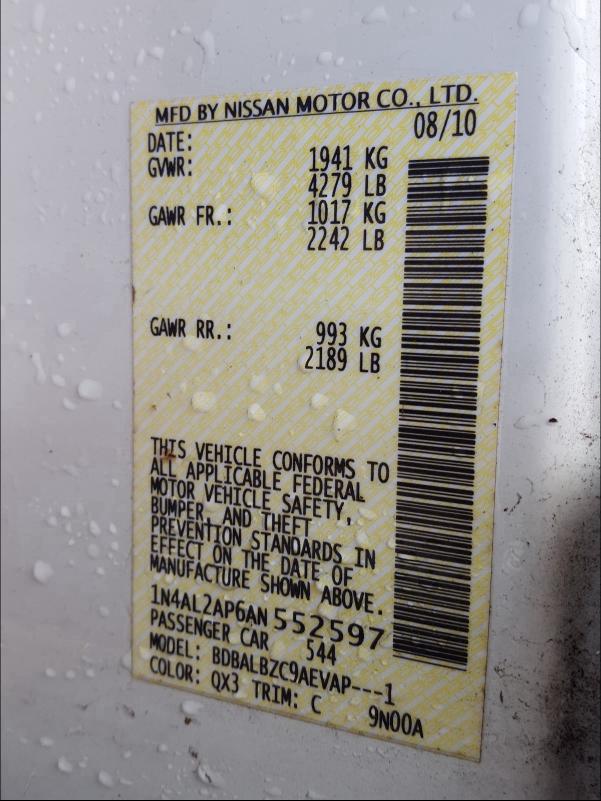 MFD BY NISSAN MOTOR CO., LTD.
DATE: 08/10
GVWR: 1941 KG
4279 LB
GAWR FR.: 1017 KG
2242 LB
GAWR RR.: 993 KG
2189 LB
THIS VEHICLE CONFORMS TO
ALL APPLICABLE FEDERAL
MOTOR VEHICLE SAFETY,
BUMPER, AND THEFT
PREVENTION STANDARDS IN
EFFECT ON THE DATE OF
MANUFACTURE SHOWN ABOVE.
1N4AL2AP6AN552597
PASSENGER CAR 544
MODEL: BDBALBZC9AEVAP---1
COLOR: QX3 TRIM: C 9N00A